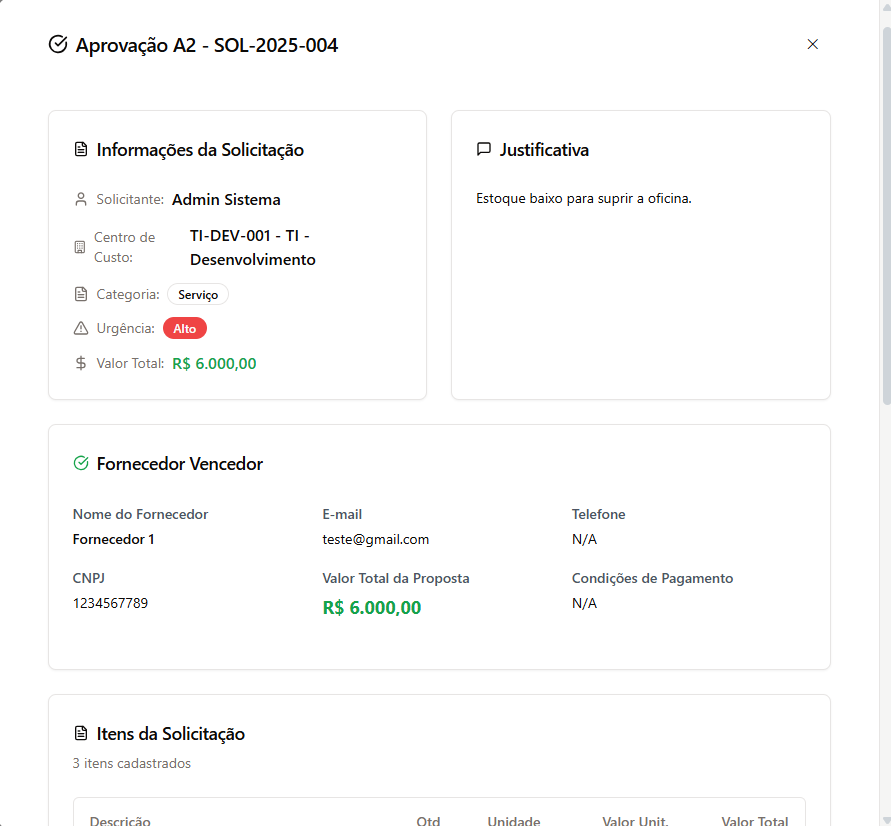 Aprovação A2 - SOL-2025-004
Informações da Solicitação
Solicitante: Admin Sistema
Centro de Custo: TI-DEV-001 - TI - Desenvolvimento
Categoria: Serviço
Urgência: Alto
Valor Total: R$ 6.000,00
Justificativa
Estoque baixo para suprir a oficina.
Fornecedor Vencedor
Nome do Fornecedor
Fornecedor 1
E-mail
teste@gmail.com
Telefone
N/A
CNPJ
1234567789
Valor Total da Proposta
R$ 6.000,00
Condições de Pagamento
N/A
Itens da Solicitação
3 itens cadastrados
Descrição Qtd Unidade Valor Unit. Valor Total